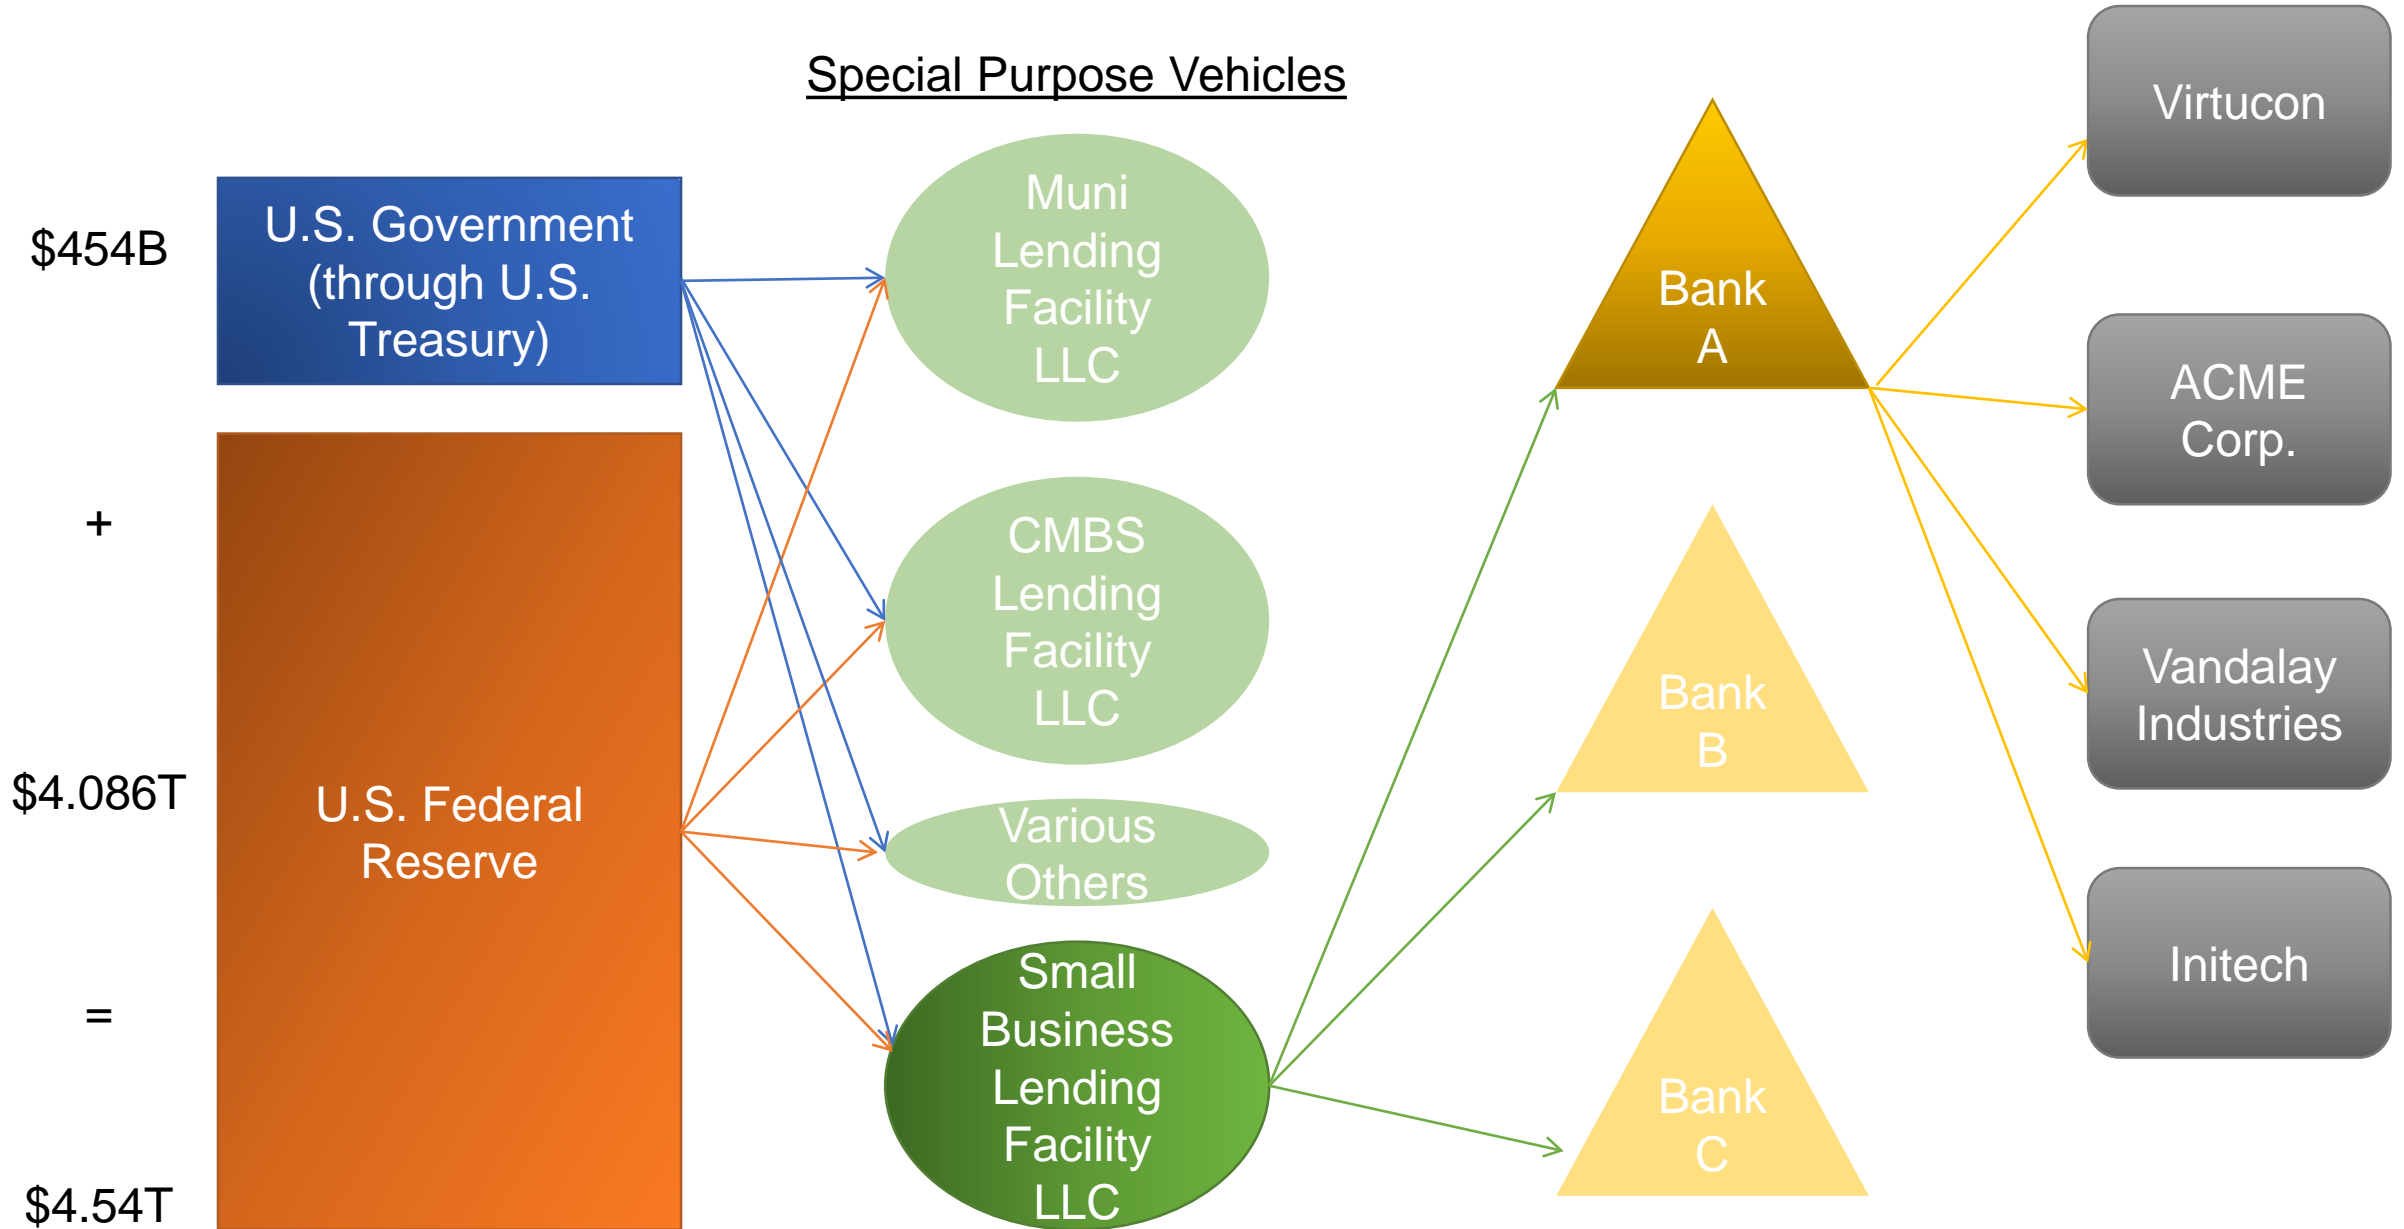 Special Purpose Vehicles
$454B
+
$4.086T
=
$4.54T
U.S. Government
(through U.S.
Treasury)
U.S. Federal
Reserve
Muni
Lending
Facility
LLC
CMBS
Lending
Facility
LLC
Various
Others
Small
Business
Lending
Facility
LLC
Bank
A
Bank
B
Bank
C
Virtucon
ACME
Corp.
Vandalay
Industries
Initech